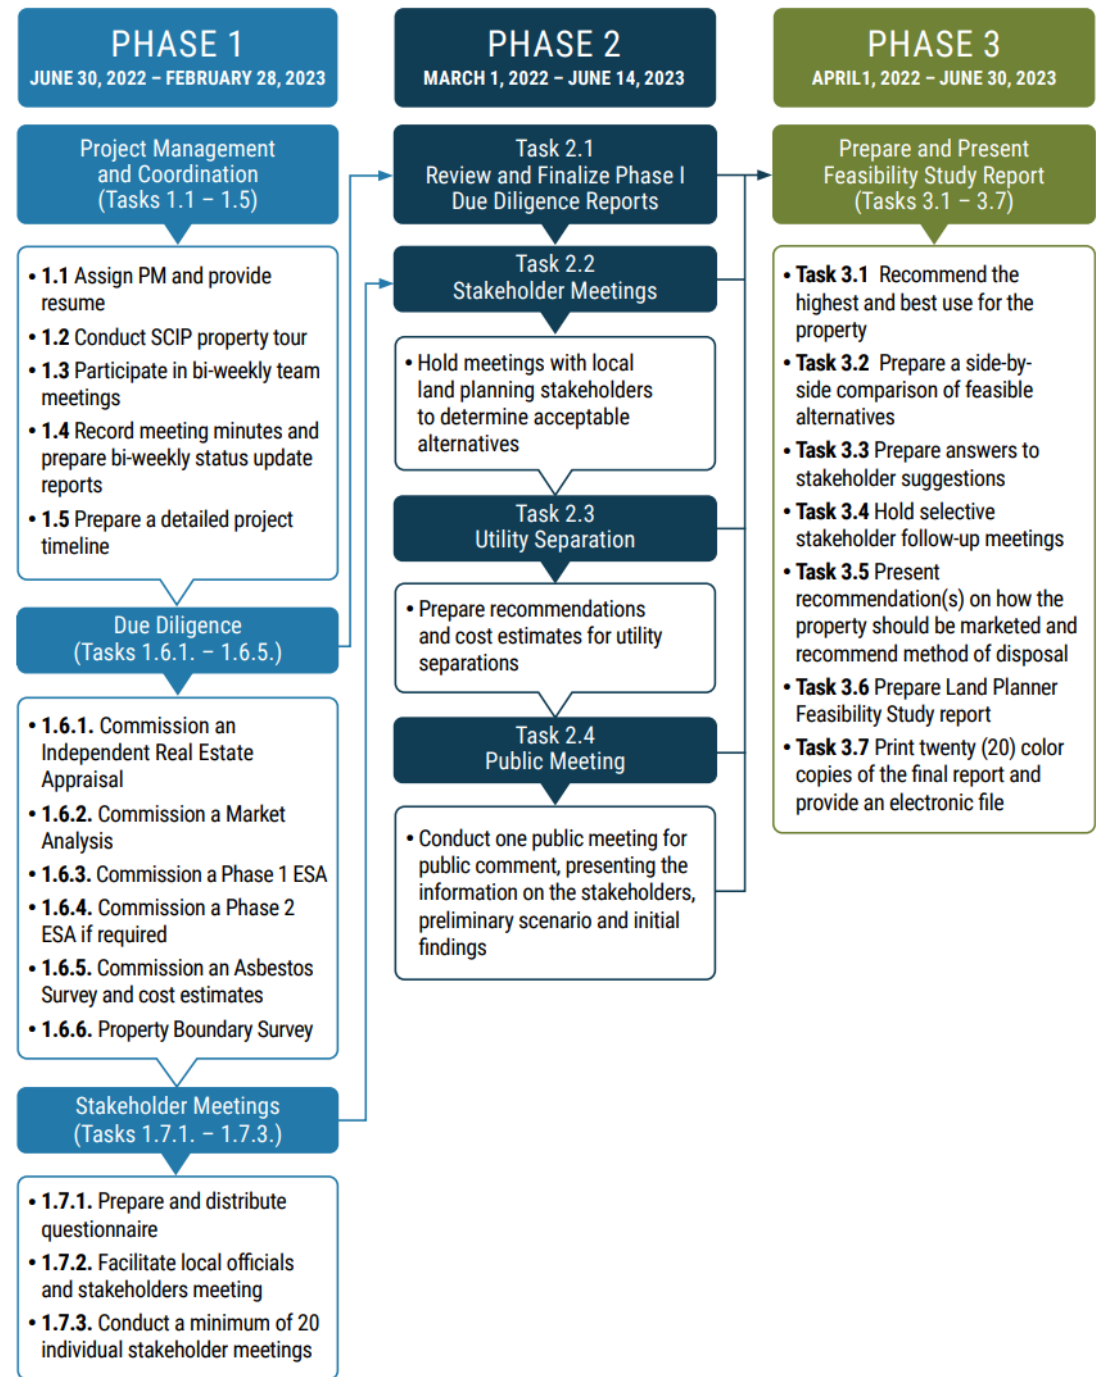 PHASE 1
JUNE 30, 2022 – FEBRUARY 28, 2023
Project Management
and Coordination
(Tasks 1.1 – 1.5)
• 1.1 Assign PM and provide
resume
• 1.2 Conduct SCIP property tour
• 1.3 Participate in bi-weekly team
meetings
• 1.4 Record meeting minutes and
prepare bi-weekly status update
reports
• 1.5 Prepare a detailed project
timeline
Due Diligence
(Tasks 1.6.1. – 1.6.5.)
• 1.6.1. Commission an
Independent Real Estate
Appraisal
• 1.6.2. Commission a Market
Analysis
• 1.6.3. Commission a Phase 1 ESA
• 1.6.4. Commission a Phase 2
ESA if required
• 1.6.5. Commission an Asbestos
Survey and cost estimates
• 1.6.6. Property Boundary Survey
Stakeholder Meetings
(Tasks 1.7.1. – 1.7.3.)
• 1.7.1. Prepare and distribute
questionnaire
• 1.7.2. Facilitate local officials
and stakeholders meeting
• 1.7.3. Conduct a minimum of 20
individual stakeholder meetings
PHASE 2
MARCH 1, 2022 – JUNE 14, 2023
Task 2.1
Review and Finalize Phase I
Due Diligence Reports
Task 2.2
Stakeholder Meetings
• Hold meetings with local
land planning stakeholders
to determine acceptable
alternatives
Task 2.3
Utility Separation
• Prepare recommendations
and cost estimates for utility
separations
Task 2.4
Public Meeting
• Conduct one public meeting for
public comment, presenting the
information on the stakeholders,
preliminary scenario and initial
findings
PHASE 3
APRIL1, 2022 – JUNE 30, 2023
Prepare and Present
Feasibility Study Report
(Tasks 3.1 – 3.7)
• Task 3.1 Recommend the
highest and best use for the
property
• Task 3.2 Prepare a side-by-
side comparison of feasible
alternatives
• Task 3.3 Prepare answers to
stakeholder suggestions
• Task 3.4 Hold selective
stakeholder follow-up meetings
• Task 3.5 Present
recommendation(s) on how the
property should be marketed and
recommend method of disposal
• Task 3.6 Prepare Land Planner
Feasibility Study report
• Task 3.7 Print twenty (20) color
copies of the final report and
provide an electronic file